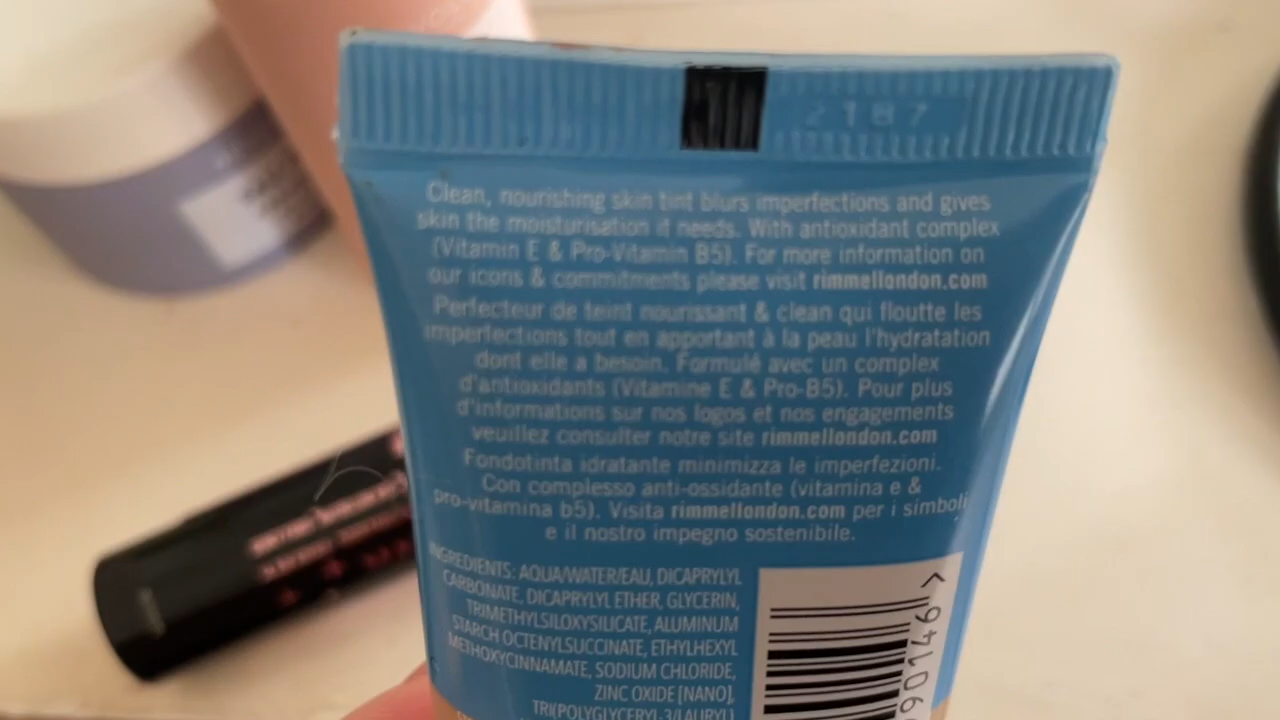 2187
Clean, nourishing skin tint blurs imperfections and gives
skin the moisturisation it needs. With antioxidant complex
(Vitamin E & Pro-Vitamin B5). For more information on
our icons & commitments please visit rimmellondon.com
Perfecteur de teint nourissant & clean qui floutte les
imperfections tout en apportant à la peau l'hydratation
dont elle a besoin. Formulé avec un complex
d'antioxidants (Vitamine E & Pro-B5). Pour plus
d'informations sur nos logos et nos engagements
veuillez consulter notre site rimmellondon.com
Fondotinta idratante minimizza le imperfezioni.
Con complesso anti-ossidante (vitamina e &
pro-vitamina b5). Visita rimmellondon.com per i simboli
e il nostro impegno sostenibile.
INGREDIENTS: AQUA/WATER/EAU, DICAPRYLYL
CARBONATE, DICAPRYLYL ETHER, GLYCERIN,
TRIMETHYLSILOXYSILICATE, ALUMINUM
STARCH OCTENYLSUCCINATE, ETHYLHEXYL
METHOXYCINNAMATE, SODIUM CHLORIDE,
ZINC OXIDE [NANO],
TRI(POLYGLYCERYL-3/LAURYL)
90146 >